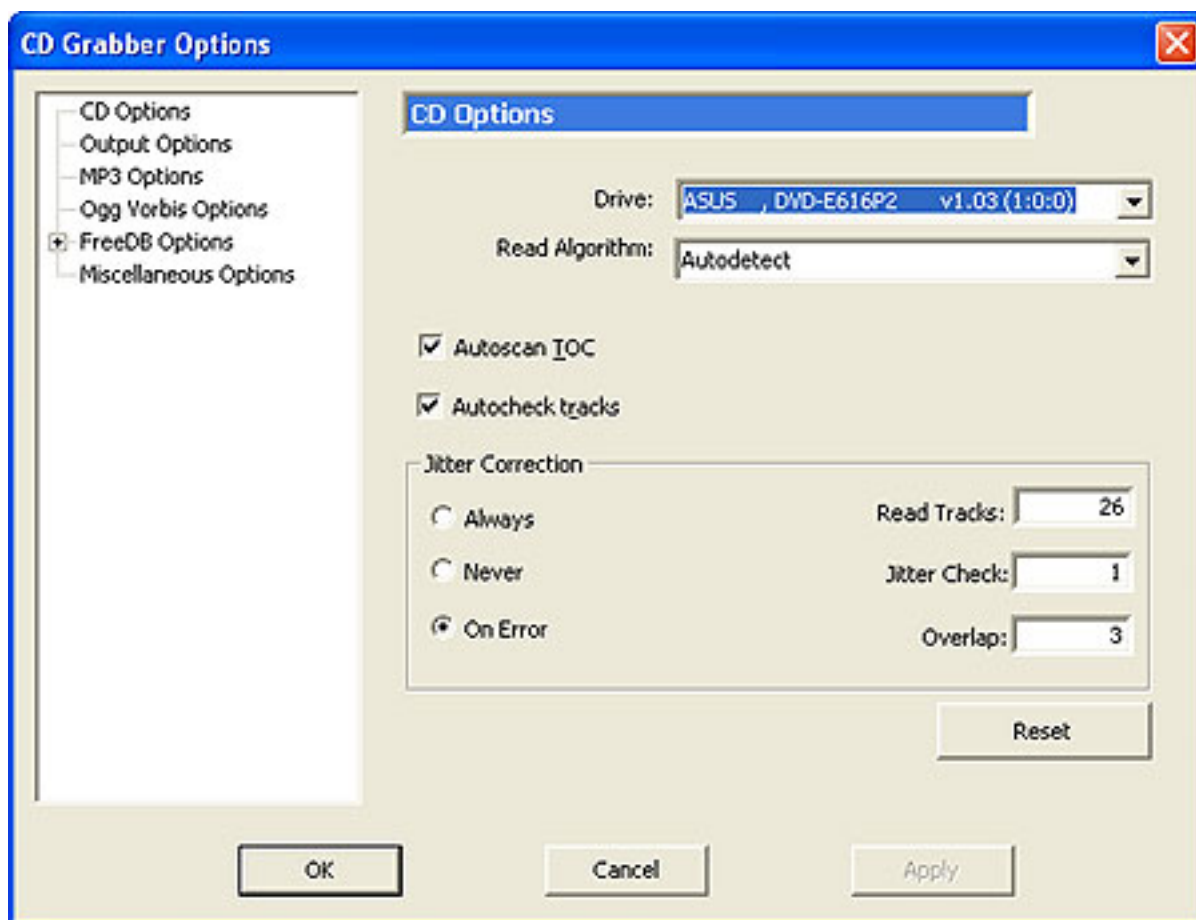 CD Grabber Options
CD Options
Output Options
MP3 Options
Ogg Vorbis Options
FreeDB Options
Miscellaneous Options
CD Options
Drive: ASUS , DVD-E616P2 v1.03 (1:0:0)
Read Algorithm: Autodetect
Autoscan TOC
Autocheck tracks
Jitter Correction
Always
Read Tracks: 26
Never
Jitter Check: 1
On Error
Overlap: 3
Reset
OK
Cancel
Apply